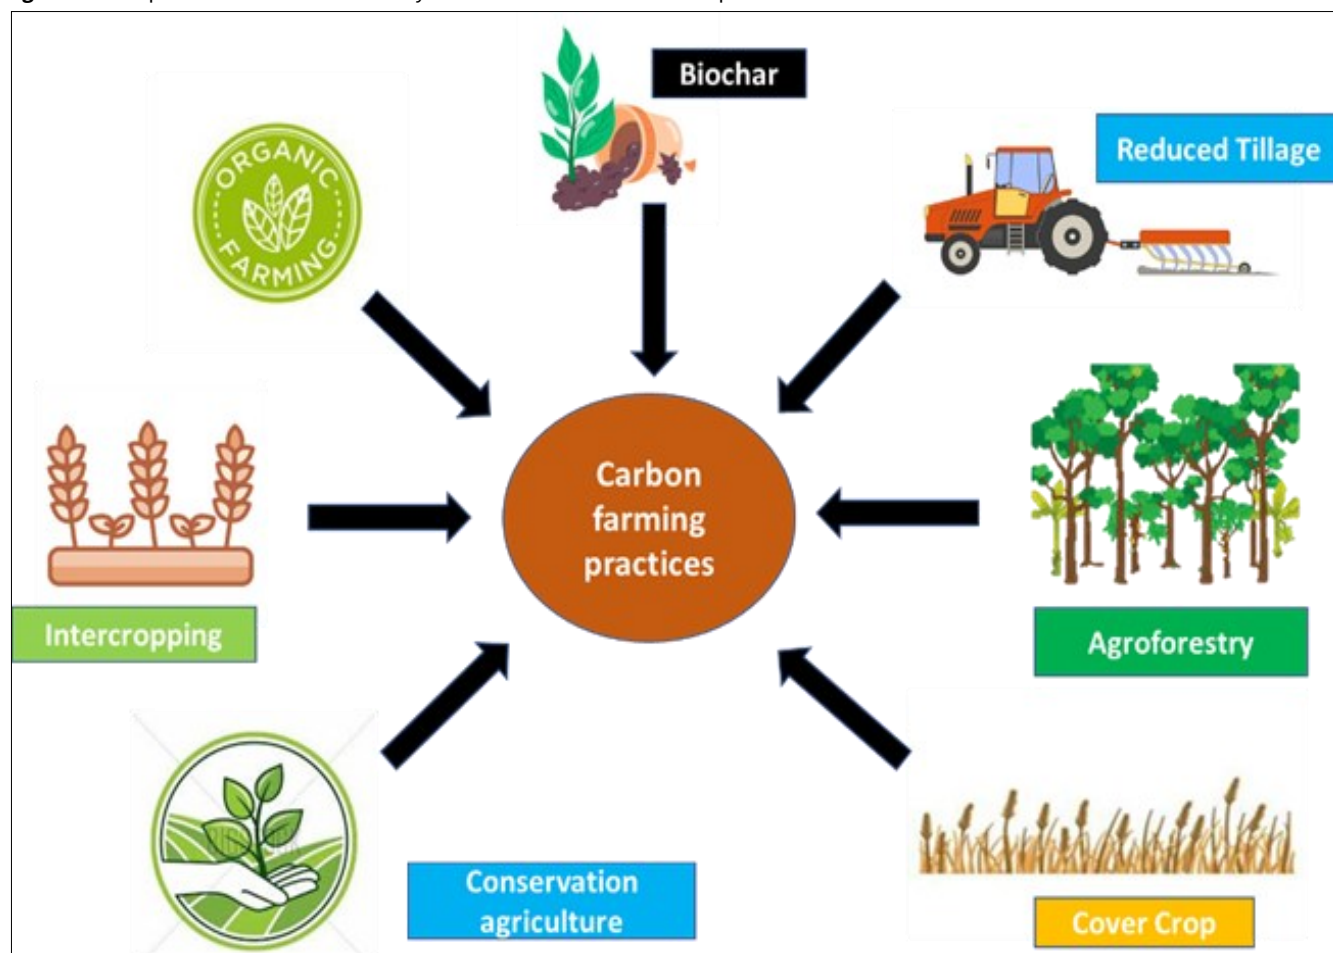 Biochar
Reduced Tillage
ORGANIC
FARMING
Carbon
farming
practices
Intercropping
Agroforestry
Conservation
agriculture
Cover Crop